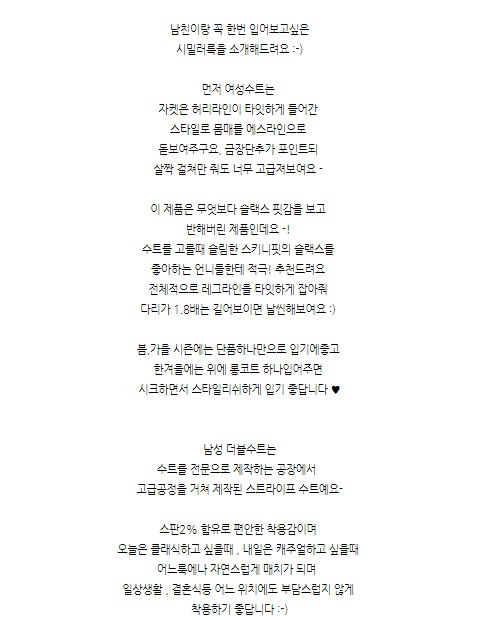 남친이랑 꼭 한번 입어보고싶은
시밀러룩을 소개해드려요 :-)
먼저 여성수트는
자켓은 허리라인이 타잇하게 들어간
스타일로 몸매를 에스라인으로
돋보여주구요, 금장단추가 포인트되
살짝 걸쳐만 줘도 너무 고급져보여요 -
이 제품은 무엇보다 슬랙스 핏감을 보고
반해버린 제품인데요 -!
수트를 고를때 슬림한 스키니핏의 슬랙스를
좋아하는 언니들한테 적극! 추천드려요
전체적으로 레그라인을 타잇하게 잡아줘
다리가 1.8배는 길어보이면 날씬해보여요 :)
봄,가을 시즌에는 단품하나만으로 입기에좋고
한겨울에는 위에 롱코트 하나입어주면
시크하면서 스타일리쉬하게 입기 좋답니다 ♥
남성 더블수트는
수트를 전문으로 제작하는 공장에서
고급공정을 거쳐 제작된 스트라이프 수트예요-
스판2% 함유로 편안한 착용감이며
오늘은 클래식하고 싶을때 , 내일은 캐주얼하고 싶을때
어느룩에나 자연스럽게 매치가 되며
일상생활 , 결혼식등 어느 위치에도 부담스럽지 않게
착용하기 좋답니다 :-)